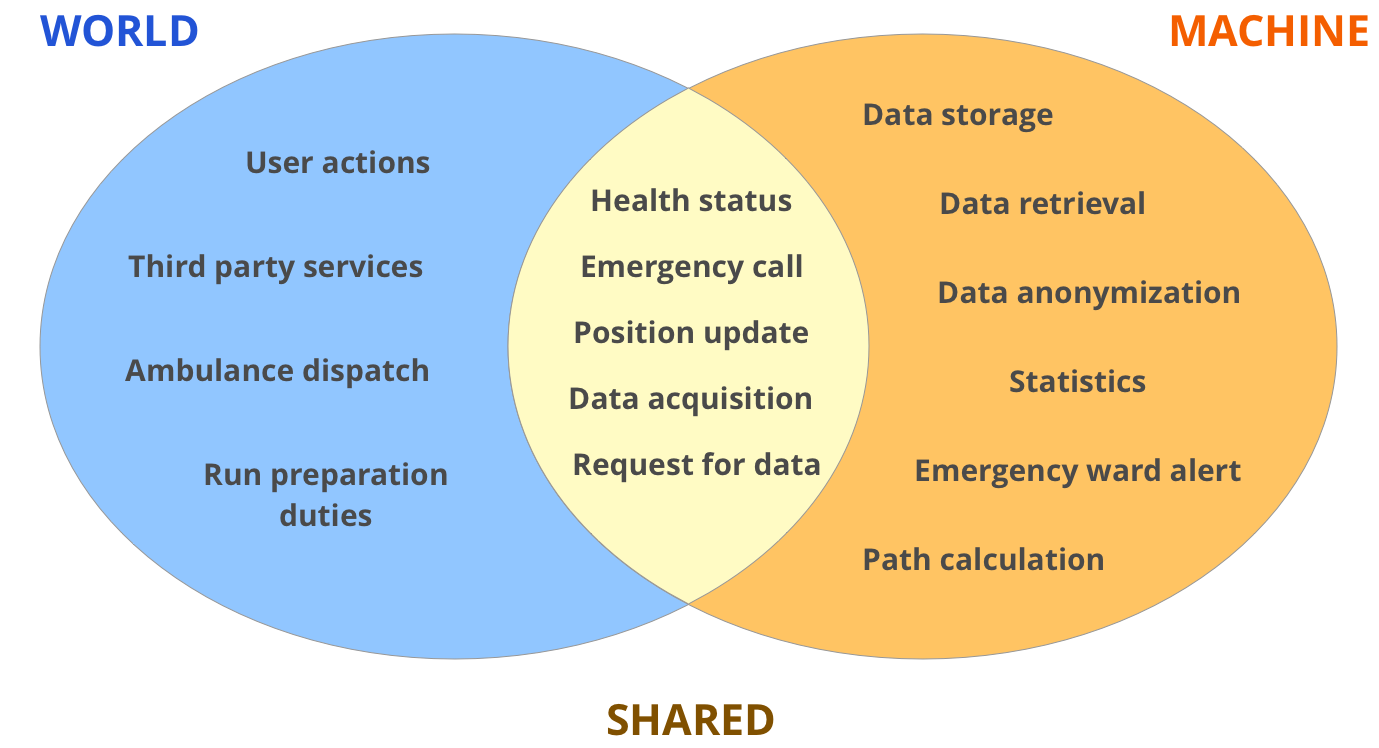 WORLD
MACHINE
User actions
Third party services
Ambulance dispatch
Run preparation
duties
Health status
Emergency call
Position update
Data acquisition
Request for data
Data storage
Data retrieval
Data anonymization
Statistics
Emergency ward alert
Path calculation
SHARED